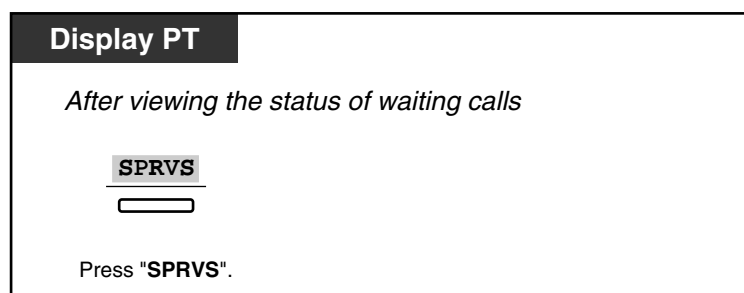 Display PT
After viewing the status of waiting calls
SPRVS
Press "SPRVS".